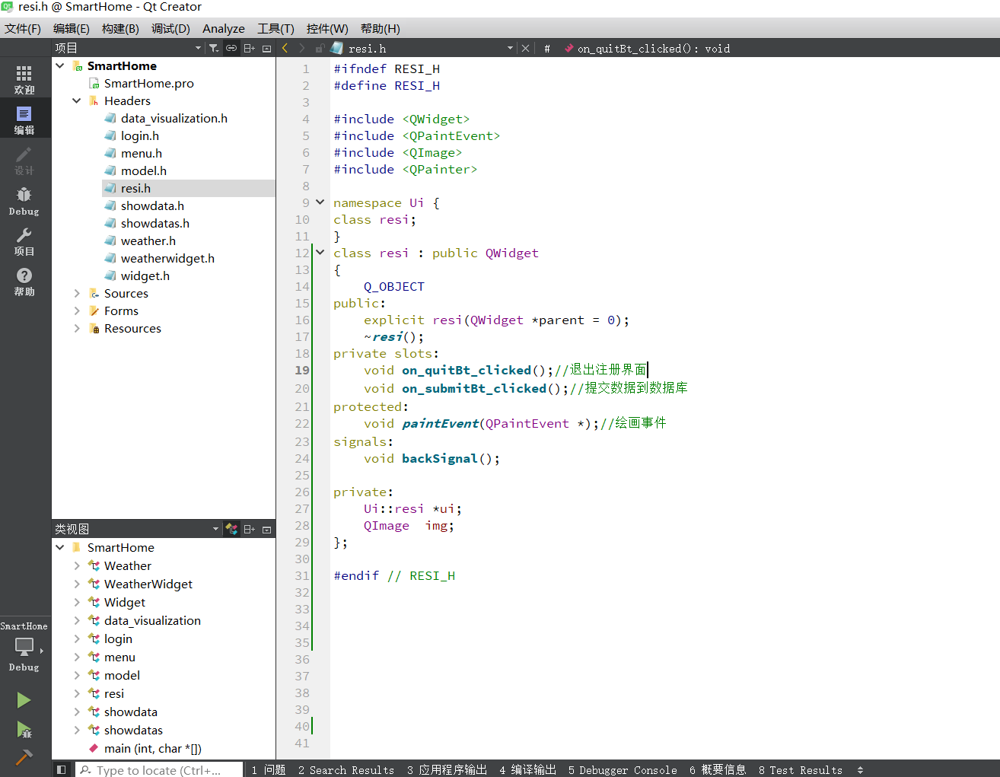 resi.h @ SmartHome - Qt Creator
文件(F) 编辑(E) 构建(B) 调试(D) Analyze 工具(T) 控件(W) 帮助(H)
项目
resi.h
# on_quitBt_clicked(): void
欢迎
编辑
设计
Debug
项目
帮助
SmartHome
Debug
SmartHome
SmartHome.pro
Headers
data_visualization.h
login.h
menu.h
model.h
resi.h
showdata.h
showdatas.h
weather.h
weatherwidget.h
widget.h
Sources
Forms
Resources
类视图
SmartHome
Weather
WeatherWidget
Widget
data_visualization
login
menu
model
resi
showdata
showdatas
main (int, char *[])
1 #ifndef RESI_H
2 #define RESI_H
3
4 #include <QWidget>
5 #include <QPaintEvent>
6 #include <QImage>
7 #include <QPainter>
8
9 namespace Ui {
10 class resi;
11 }
12 class resi : public QWidget
13 {
14 Q_OBJECT
15 public:
16 explicit resi(QWidget *parent = 0);
17 ~resi();
18 private slots:
19 void on_quitBt_clicked();//退出注册界面
20 void on_submitBt_clicked();//提交数据到数据库
21 protected:
22 void paintEvent(QPaintEvent *);//绘画事件
23 signals:
24 void backSignal();
25
26 private:
27 Ui::resi *ui;
28 QImage  img;
29 };
30
31 #endif // RESI_H
32
33
34
35
36
37
38
39
40
41
Type to locate (Ctrl+...
1 问题 2 Search Results 3 应用程序输出 4 编译输出 5 Debugger Console 6 概要信息 8 Test Results